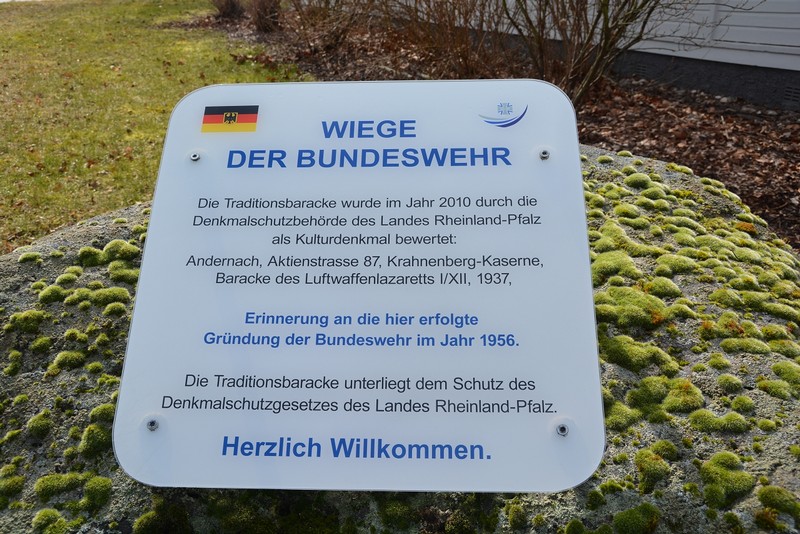 WIEGE
DER BUNDESWEHR
Die Traditionsbaracke wurde im Jahr 2010 durch die
Denkmalschutzbehörde des Landes Rheinland-Pfalz
als Kulturdenkmal bewertet:
Andernach, Aktienstrasse 87, Krahnenberg-Kaserne,
Baracke des Luftwaffenlazaretts I/XII, 1937,
Erinnerung an die hier erfolgte
Gründung der Bundeswehr im Jahr 1956.
Die Traditionsbaracke unterliegt dem Schutz des
Denkmalschutzgesetzes des Landes Rheinland-Pfalz.
Herzlich Willkommen.